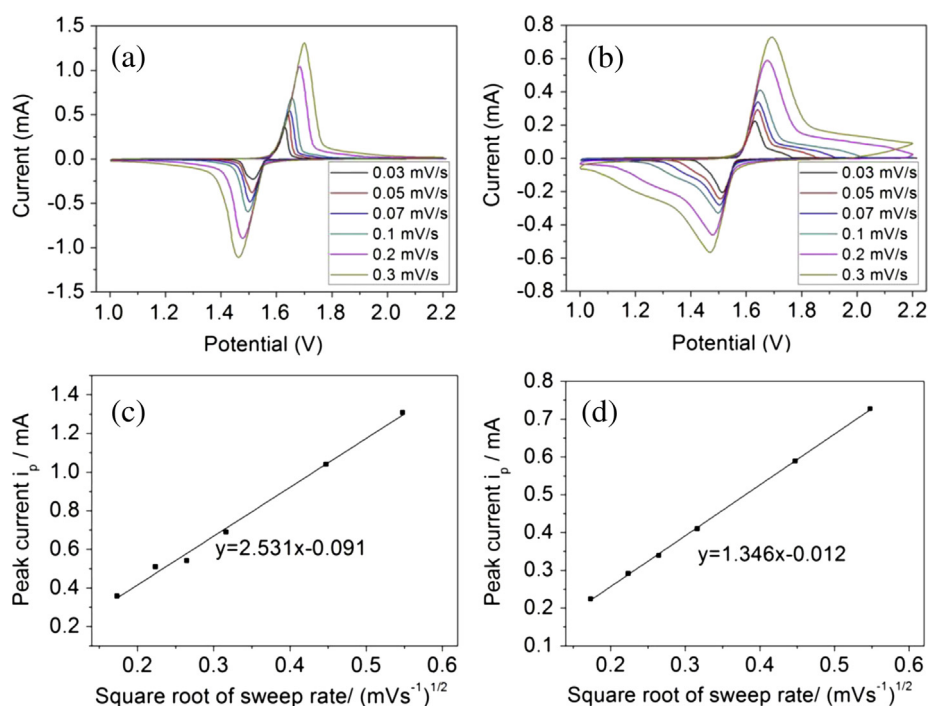 (a)
Current (mA)
1.5
1.0
0.5
0.0
-0.5
-1.0
-1.5
0.03 mV/s
0.05 mV/s
0.07 mV/s
0.1 mV/s
0.2 mV/s
0.3 mV/s
1.0 1.2 1.4 1.6 1.8 2.0 2.2
Potential (V)
(b)
Current (mA)
0.8
0.6
0.4
0.2
0.0
-0.2
-0.4
-0.6
-0.8
0.03 mV/s
0.05 mV/s
0.07 mV/s
0.1 mV/s
0.2 mV/s
0.3 mV/s
1.0 1.2 1.4 1.6 1.8 2.0 2.2
Potential (V)
(c)
Peak current iₚ / mA
1.4
1.2
1.0
0.8
0.6
0.4
0.2
y=2.531x-0.091
0.2 0.3 0.4 0.5 0.6
Square root of sweep rate/ (mVs⁻¹)¹/²
(d)
Peak current iₚ / mA
0.8
0.7
0.6
0.5
0.4
0.3
0.2
0.1
y=1.346x-0.012
0.2 0.3 0.4 0.5 0.6
Square root of sweep rate/ (mVs⁻¹)¹/²